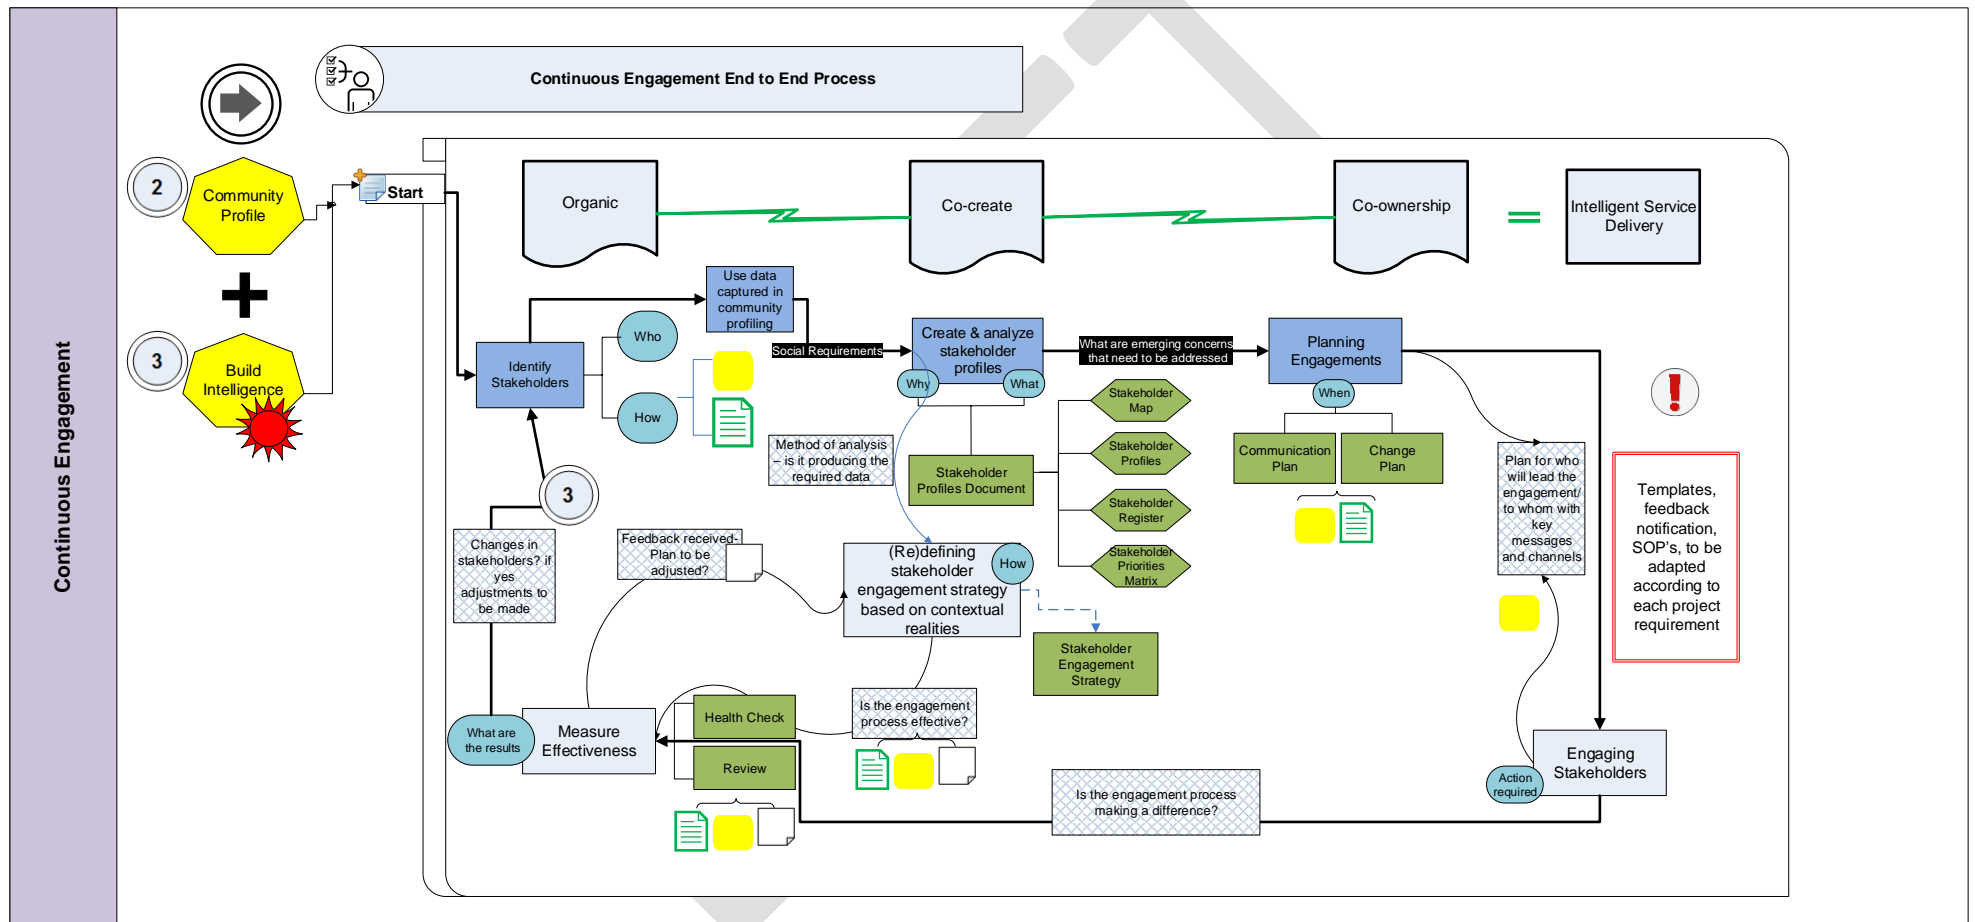 Continuous Engagement
Continuous Engagement End to End Process
2
Community
Profile
3
Build
Intelligence
Start
Organic
Co-create
Co-ownership
Intelligent Service
Delivery
Use data
captured in
community
profiling
Who
How
Identify
Stakeholders
Social Requirements
Create & analyze
stakeholder
profiles
Why
What
What are emerging concerns
that need to be addressed
Planning
Engagements
When
Communication
Plan
Change
Plan
Stakeholder
Map
Stakeholder
Profiles
Stakeholder
Register
Stakeholder
Priorities
Matrix
Stakeholder
Profiles Document
Method of analysis
– is it producing the
required data
Plan for who
will lead the
engagement/
to whom with
key
messages
and channels
Templates,
feedback
notification,
SOP's, to be
adapted
according to
each project
requirement
3
Changes in
stakeholders? if
yes
adjustments to
be made
Feedback received-
Plan to be
adjusted?
(Re)defining
stakeholder
engagement strategy
based on contextual
realities
How
Stakeholder
Engagement
Strategy
What are
the results
Measure
Effectiveness
Health Check
Review
Is the engagement
process effective?
Is the engagement process
making a difference?
Action
required
Engaging
Stakeholders